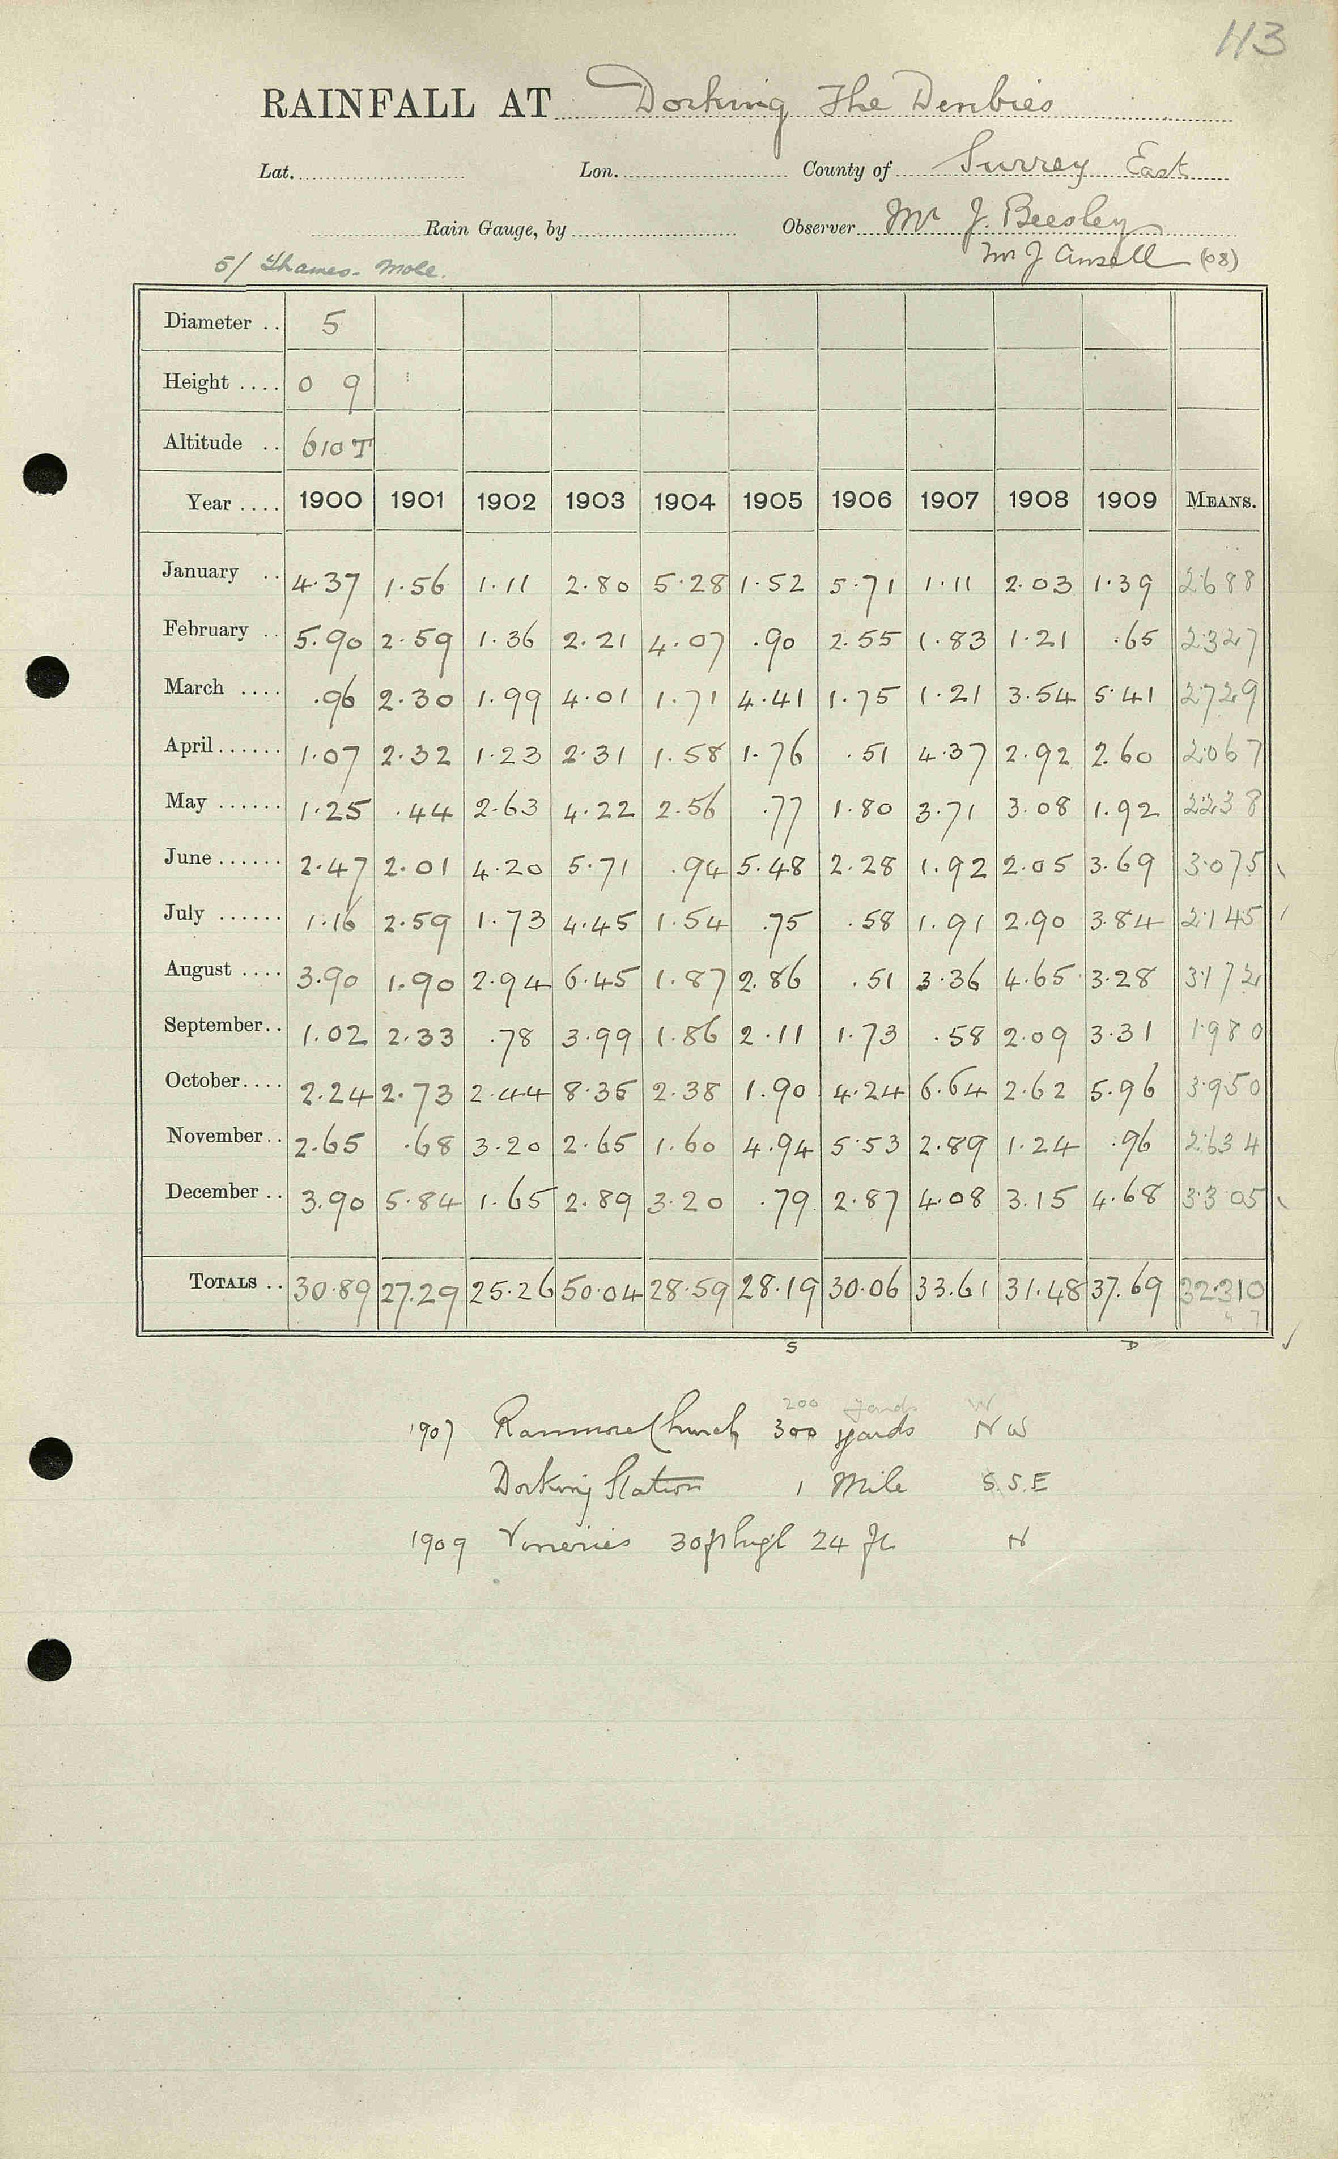 113
RAINFALL AT Dorking The Denbies
Lat. Lon. County of Surrey East
Rain Gauge, by Observer Mr J. Beesley
5/ Thames - Mole. Mr J Ansell (08)
Diameter .. 5
Height .... 0 9
Altitude .. 610 T
Year .... 1900 1901 1902 1903 1904 1905 1906 1907 1908 1909 MEANS.
January .. 4.37 1.56 1.11 2.80 5.28 1.52 5.71 1.11 2.03 1.39 2.688
February .. 5.90 2.59 1.36 2.21 4.07 .90 2.55 1.83 1.21 .65 2.327
March .... .96 2.30 1.99 4.01 1.71 4.41 1.75 1.21 3.54 5.41 2.729
April ...... 1.07 2.32 1.23 2.31 1.58 1.76 .51 4.37 2.92 2.60 2.067
May ...... 1.25 .44 2.63 4.22 2.56 .77 1.80 3.71 3.08 1.92 2.238
June ...... 2.47 2.01 4.20 5.71 .94 5.48 2.28 1.92 2.05 3.69 3.075
July ...... 1.16 2.59 1.73 4.45 1.54 .75 .58 1.91 2.90 3.84 2.145
August .... 3.90 1.90 2.94 6.45 1.87 2.86 .51 3.36 4.65 3.28 3.172
September .. 1.02 2.33 .78 3.99 1.86 2.11 1.73 .58 2.09 3.31 1.980
October .... 2.24 2.73 2.44 8.35 2.38 1.90 4.24 6.64 2.62 5.96 3.950
November .. 2.65 .68 3.20 2.65 1.60 4.94 5.53 2.89 1.24 .96 2.634
December .. 3.90 5.84 1.65 2.89 3.20 .79 2.87 4.08 3.15 4.68 3.305
TOTALS .. 30.89 27.29 25.26 50.04 28.59 28.19 30.06 33.61 31.48 37.69 32.310
S D
200 yards W
1907 Ranmore Church 300 yards NW
Dorking Station 1 Mile S.S.E
1909 Vineries 30ft high 24 ft N